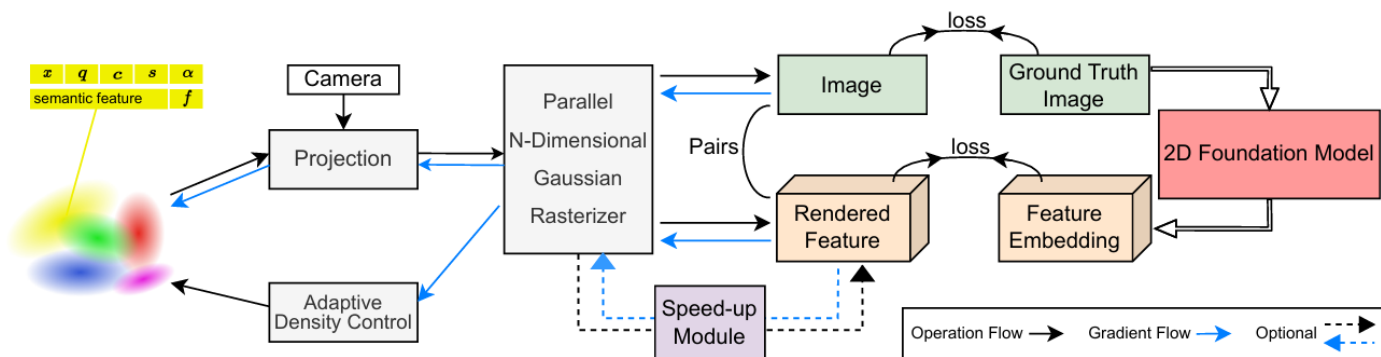 loss
x q c s α
semantic feature f
Camera
Image
Ground Truth
Image
Parallel
N-Dimensional
Gaussian
Rasterizer
Projection
Pairs
2D Foundation Model
loss
Rendered
Feature
Feature
Embedding
Adaptive
Density Control
Speed-up
Module
Operation Flow
Gradient Flow
Optional